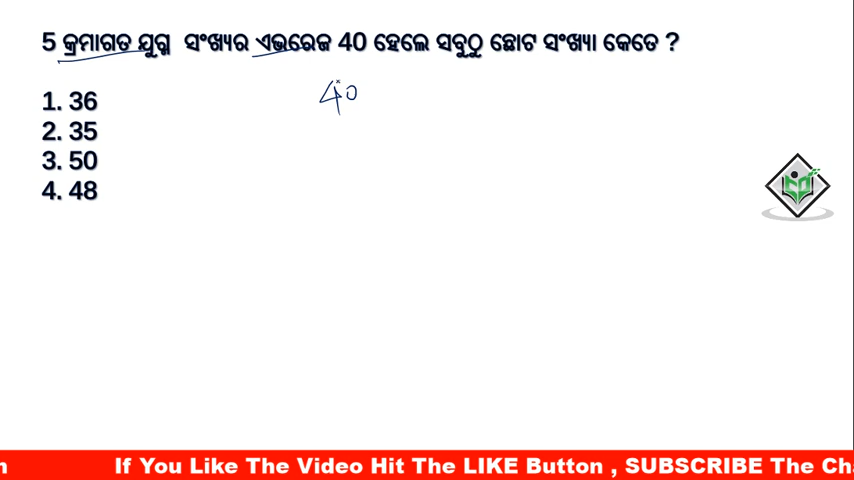 5 କ୍ରମାଗତ ଯୁଗ୍ମ ସଂଖ୍ୟର ଏଭରେଜ 40 ହେଲେ ସବୁଠୁ ଛୋଟ ସଂଖ୍ୟା କେତେ ?
40
1. 36
2. 35
3. 50
4. 48
If You Like The Video Hit The LIKE Button , SUBSCRIBE The